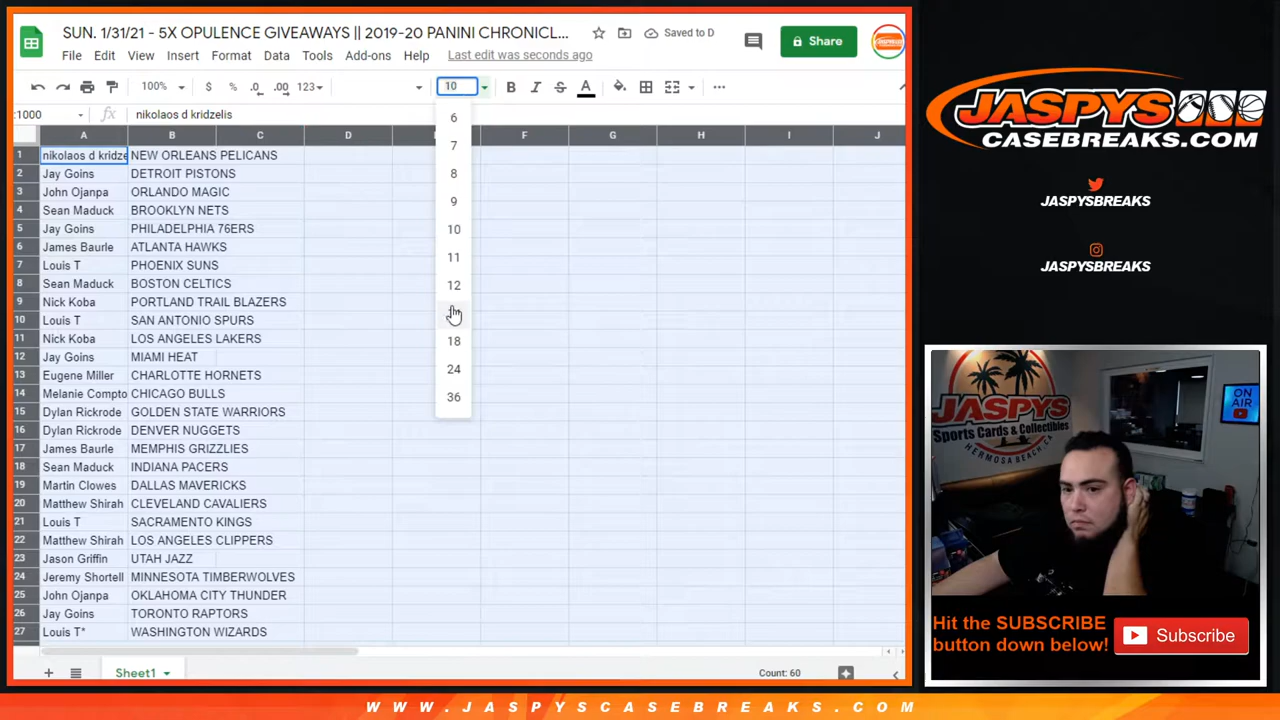 SUN. 1/31/21 - 5X OPULENCE GIVEAWAYS || 2019-20 PANINI CHRONICL...
Saved to D
Share
File Edit View Insert Format Data Tools Add-ons Help Last edit was seconds ago
100% $ % .0 .00 123 10 B I S A
:1000 fx nikolaos d kridzelis
A B C D F G H I J
1 nikolaos d kridze NEW ORLEANS PELICANS
2 Jay Goins DETROIT PISTONS
3 John Ojanpa ORLANDO MAGIC
4 Sean Maduck BROOKLYN NETS
5 Jay Goins PHILADELPHIA 76ERS
6 James Baurle ATLANTA HAWKS
7 Louis T PHOENIX SUNS
8 Sean Maduck BOSTON CELTICS
9 Nick Koba PORTLAND TRAIL BLAZERS
10 Louis T SAN ANTONIO SPURS
11 Nick Koba LOS ANGELES LAKERS
12 Jay Goins MIAMI HEAT
13 Eugene Miller CHARLOTTE HORNETS
14 Melanie Compto CHICAGO BULLS
15 Dylan Rickrode GOLDEN STATE WARRIORS
16 Dylan Rickrode DENVER NUGGETS
17 James Baurle MEMPHIS GRIZZLIES
18 Sean Maduck INDIANA PACERS
19 Martin Clowes DALLAS MAVERICKS
20 Matthew Shirah CLEVELAND CAVALIERS
21 Louis T SACRAMENTO KINGS
22 Matthew Shirah LOS ANGELES CLIPPERS
23 Jason Griffin UTAH JAZZ
24 Jeremy Shortell MINNESOTA TIMBERWOLVES
25 John Ojanpa OKLAHOMA CITY THUNDER
26 Jay Goins TORONTO RAPTORS
27 Louis T* WASHINGTON WIZARDS
6
7
8
9
10
11
12
18
24
36
Sheet1
Count: 60
JASPYS
CASEBREAKS.COM
JASPYSBREAKS
JASPYSBREAKS
JASPYS
Sports Cards & Collectibles
HERMOSA BEACH, CA
ON AIR
Hit the SUBSCRIBE
button down below!
Subscribe
WWW.JASPYSCASEBREAKS.COM